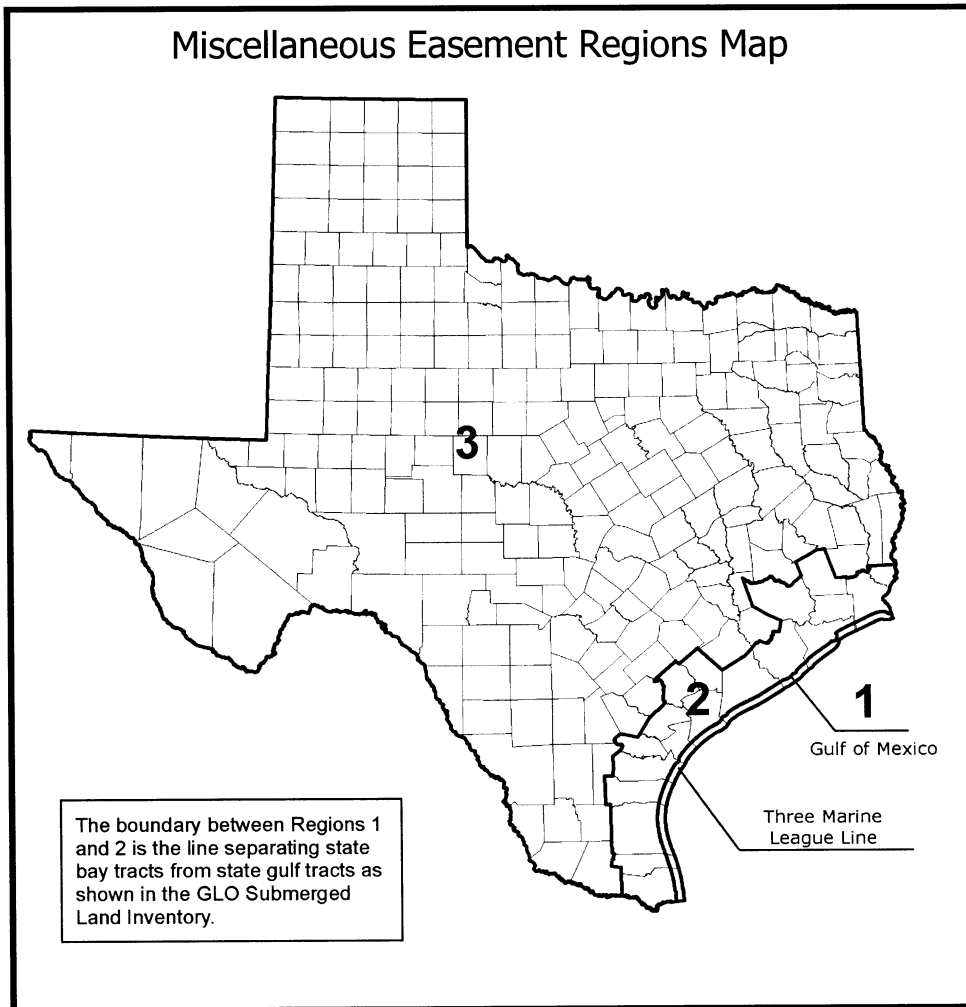 Miscellaneous Easement Regions Map
3
2
1
Gulf of Mexico
Three Marine
League Line
The boundary between Regions 1
and 2 is the line separating state
bay tracts from state gulf tracts as
shown in the GLO Submerged
Land Inventory.